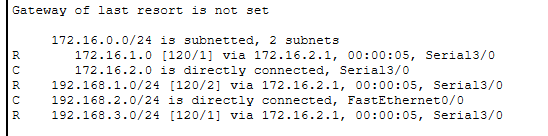 Gateway of last resort is not set
172.16.0.0/24 is subnetted, 2 subnets
R 172.16.1.0 [120/1] via 172.16.2.1, 00:00:05, Serial3/0
C 172.16.2.0 is directly connected, Serial3/0
R 192.168.1.0/24 [120/2] via 172.16.2.1, 00:00:05, Serial3/0
C 192.168.2.0/24 is directly connected, FastEthernet0/0
R 192.168.3.0/24 [120/1] via 172.16.2.1, 00:00:05, Serial3/0